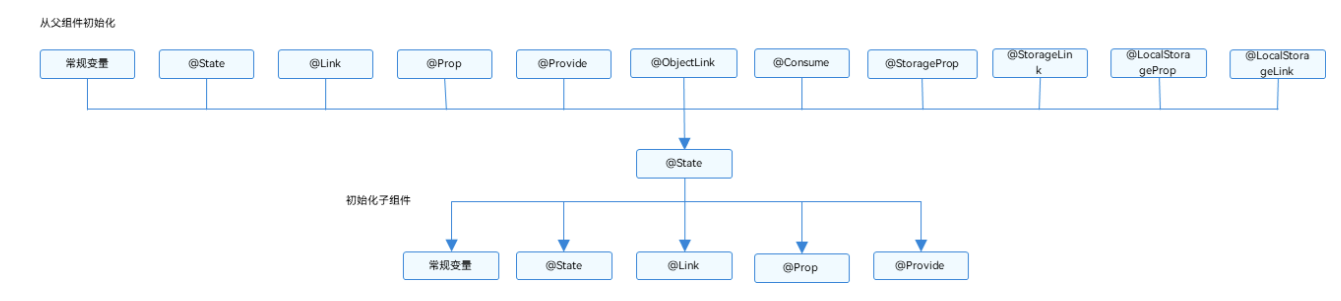 从父组件初始化
常规变量
@State
@Link
@Prop
@Provide
@ObjectLink
@Consume
@StorageProp
@StorageLin
k
@LocalStora
geProp
@LocalStora
geLink
@State
初始化子组件
常规变量
@State
@Link
@Prop
@Provide